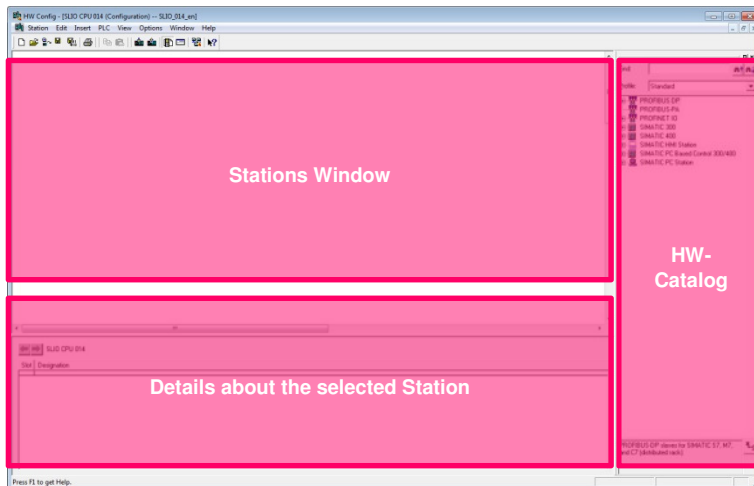 HW Config - [SLIO CPU 014 (Configuration) -- SLIO_014_en]
Station Edit Insert PLC View Options Window Help
Find
Profile: Standard
PROFIBUS-DP
PROFIBUS-PA
PROFINET IO
SIMATIC 300
SIMATIC 400
SIMATIC HMI Station
SIMATIC PC Based Control 300/400
SIMATIC PC Station
Stations Window
HW-
Catalog
SLIO CPU 014
Slot Designation
Details about the selected Station
PROFIBUS-DP slaves for SIMATIC S7, M7,
and C7 (distributed rack)
Press F1 to get Help.